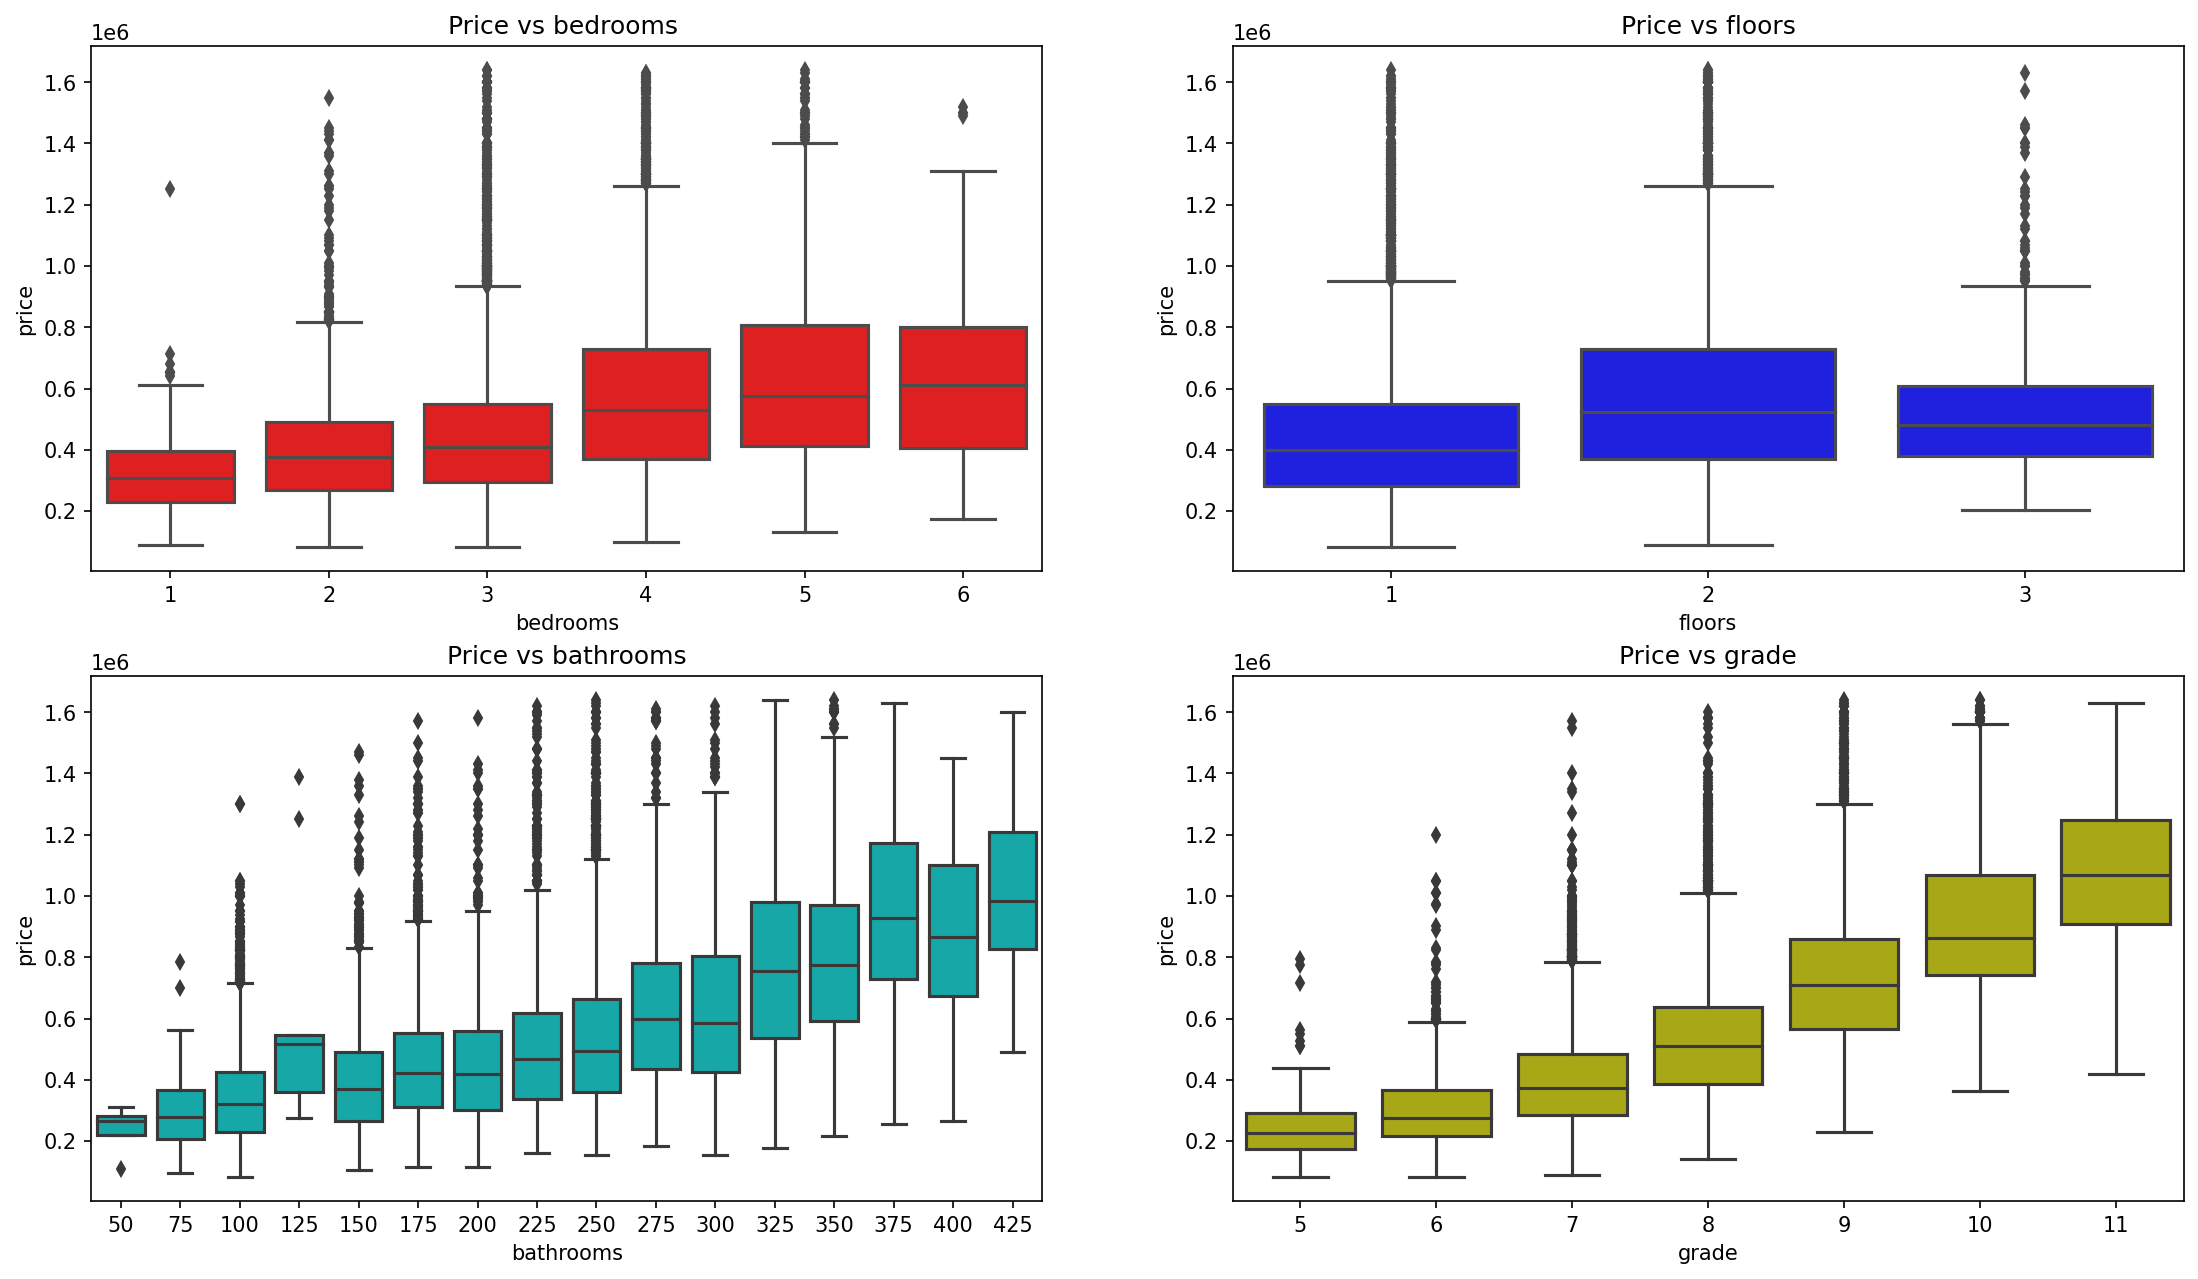 Price vs bedrooms
1e6
price
1.6
1.4
1.2
1.0
0.8
0.6
0.4
0.2
1 2 3 4 5 6
bedrooms
Price vs floors
1e6
price
1.6
1.4
1.2
1.0
0.8
0.6
0.4
0.2
1 2 3
floors
Price vs bathrooms
1e6
price
1.6
1.4
1.2
1.0
0.8
0.6
0.4
0.2
50 75 100 125 150 175 200 225 250 275 300 325 350 375 400 425
bathrooms
Price vs grade
1e6
price
1.6
1.4
1.2
1.0
0.8
0.6
0.4
0.2
5 6 7 8 9 10 11
grade